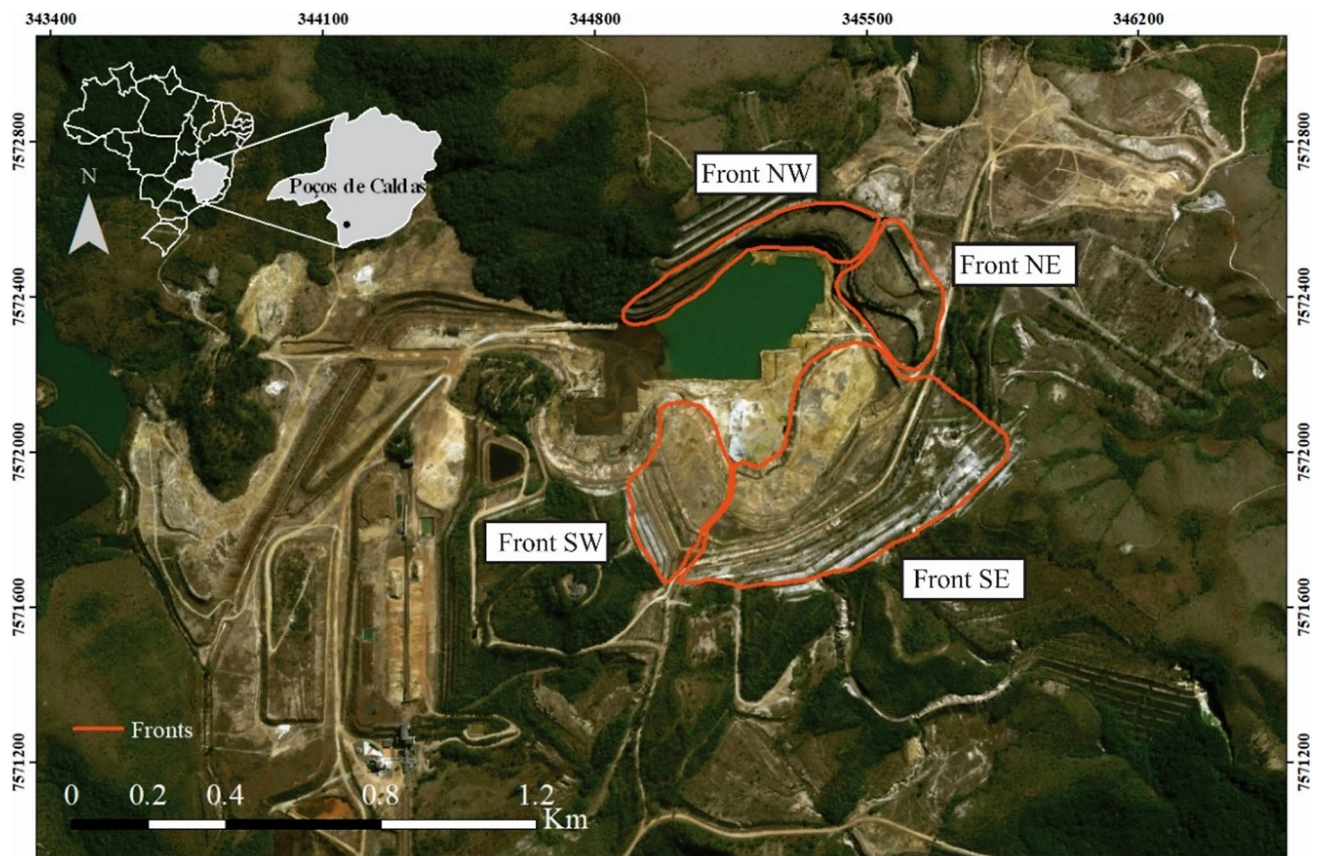 343400 344100 344800 345500 346200
7572800 7572800
N
Poços de Caldas
Front NW
Front NE
7572400 7572400
7572000 7572000
Front SW
Front SE
7571600 7571600
Fronts
7571200 7571200
0 0.2 0.4 0.8 1.2
Km